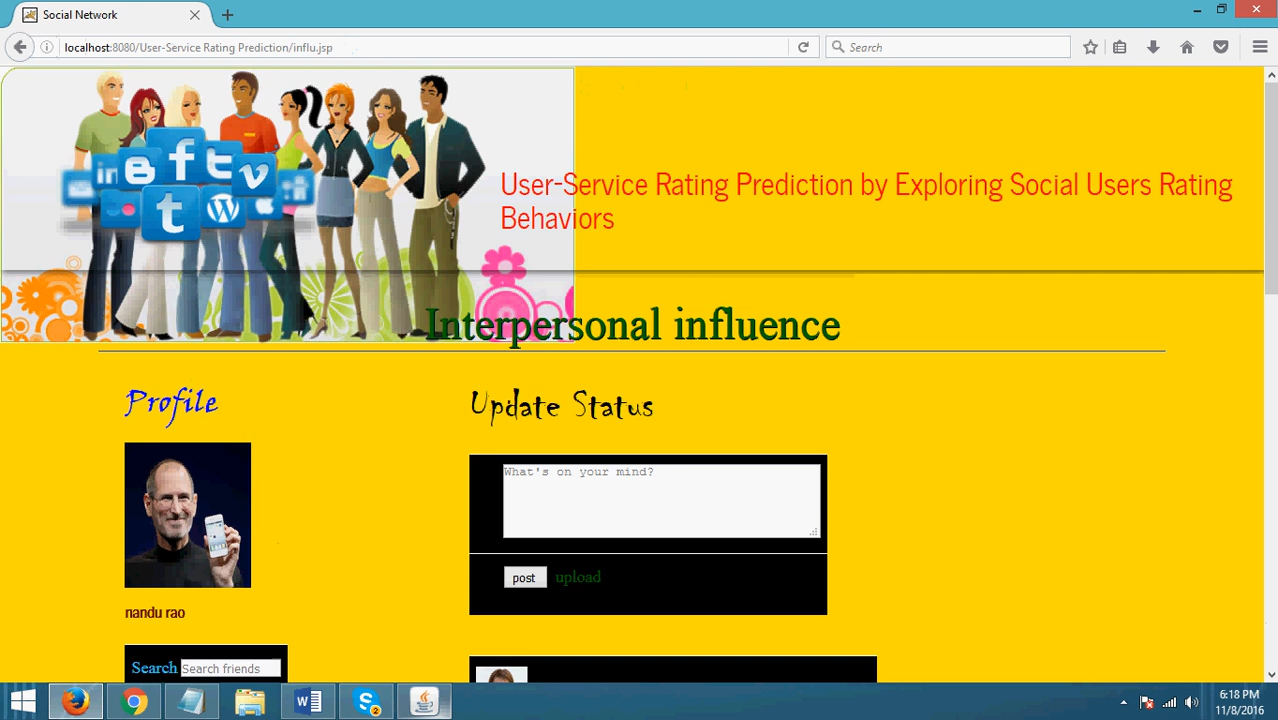 Social Network
localhost:8080/User-Service Rating Prediction/influ.jsp
Search
in
f
t
v
t
User-Service Rating Prediction by Exploring Social Users Rating
Behaviors
Interpersonal influence
Profile
Update Status
What's on your mind?
post upload
nandu rao
Search Search friends
2
6:18 PM
11/8/2016